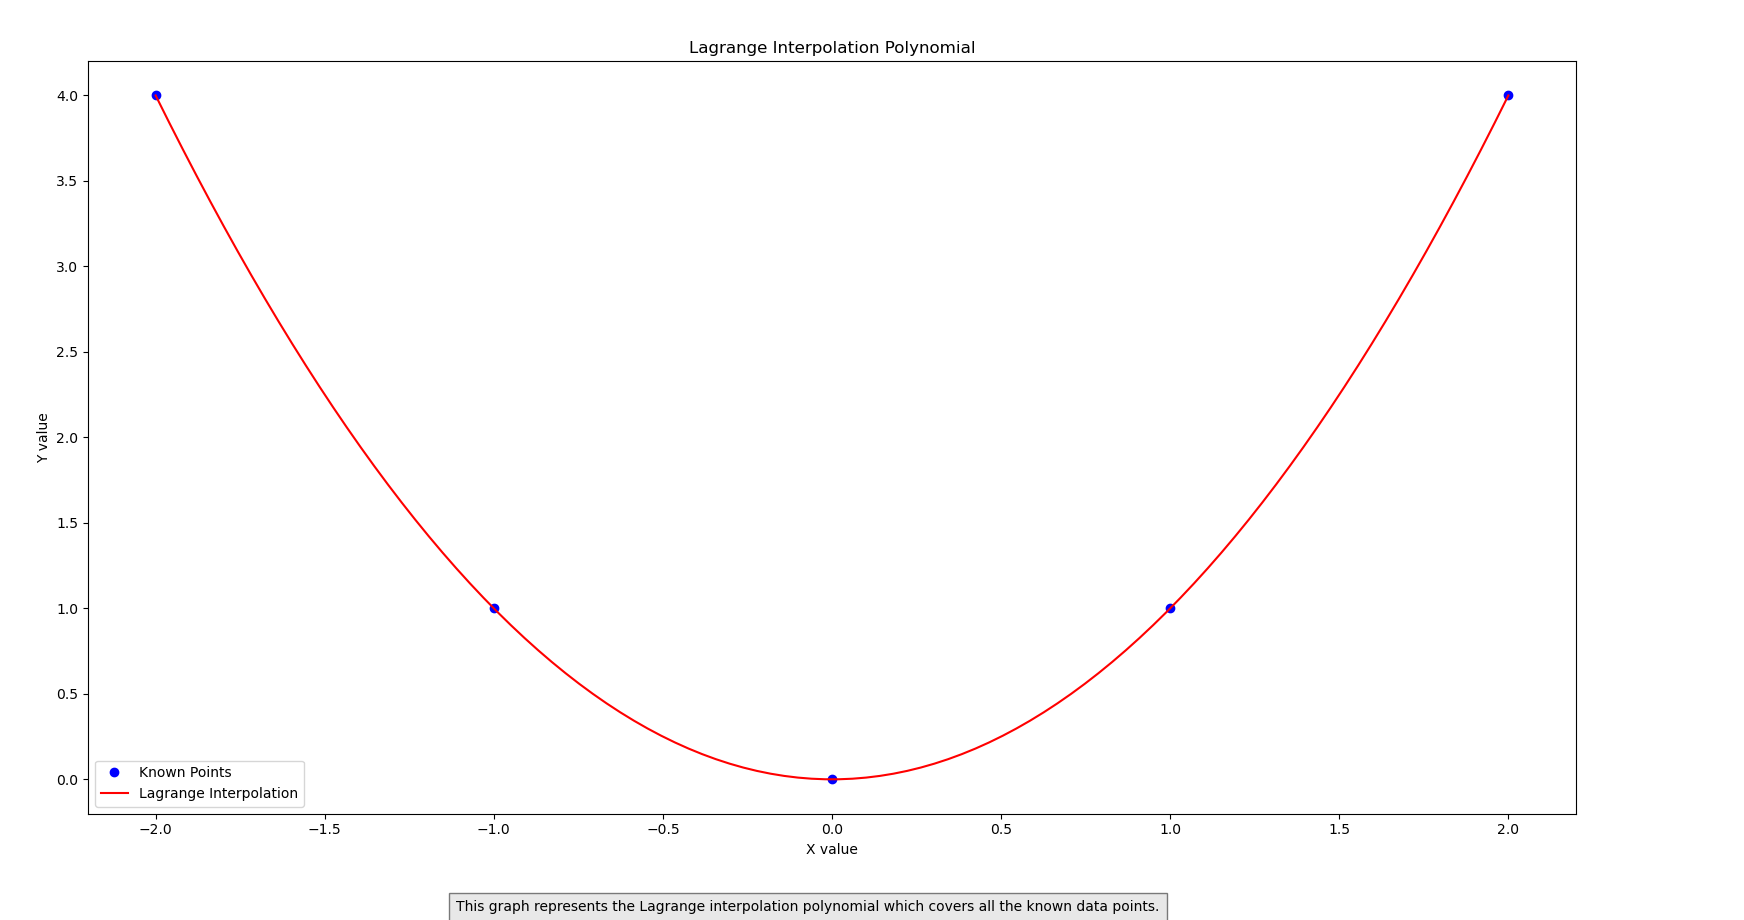 Lagrange Interpolation Polynomial
4.0
3.5
3.0
2.5
2.0
1.5
1.0
0.5
0.0
Y value
Known Points
Lagrange Interpolation
−2.0 −1.5 −1.0 −0.5 0.0 0.5 1.0 1.5 2.0
X value
This graph represents the Lagrange interpolation polynomial which covers all the known data points.